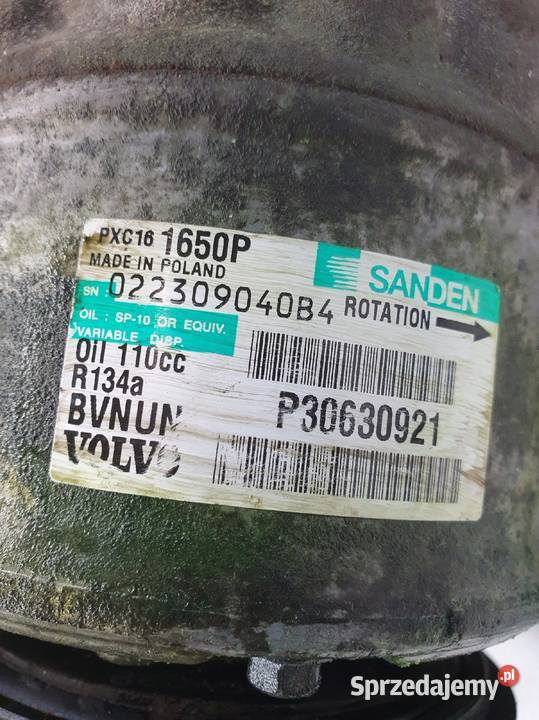 PXC16 1650P
MADE IN POLAND
SANDEN
SN : 022309040B4 ROTATION
OIL : SP-10 OR EQUIV.
VARIABLE DISP.
Oil 110cc
R134a
BVNUN P30630921
VOLVO
Sprzedajemy.pl